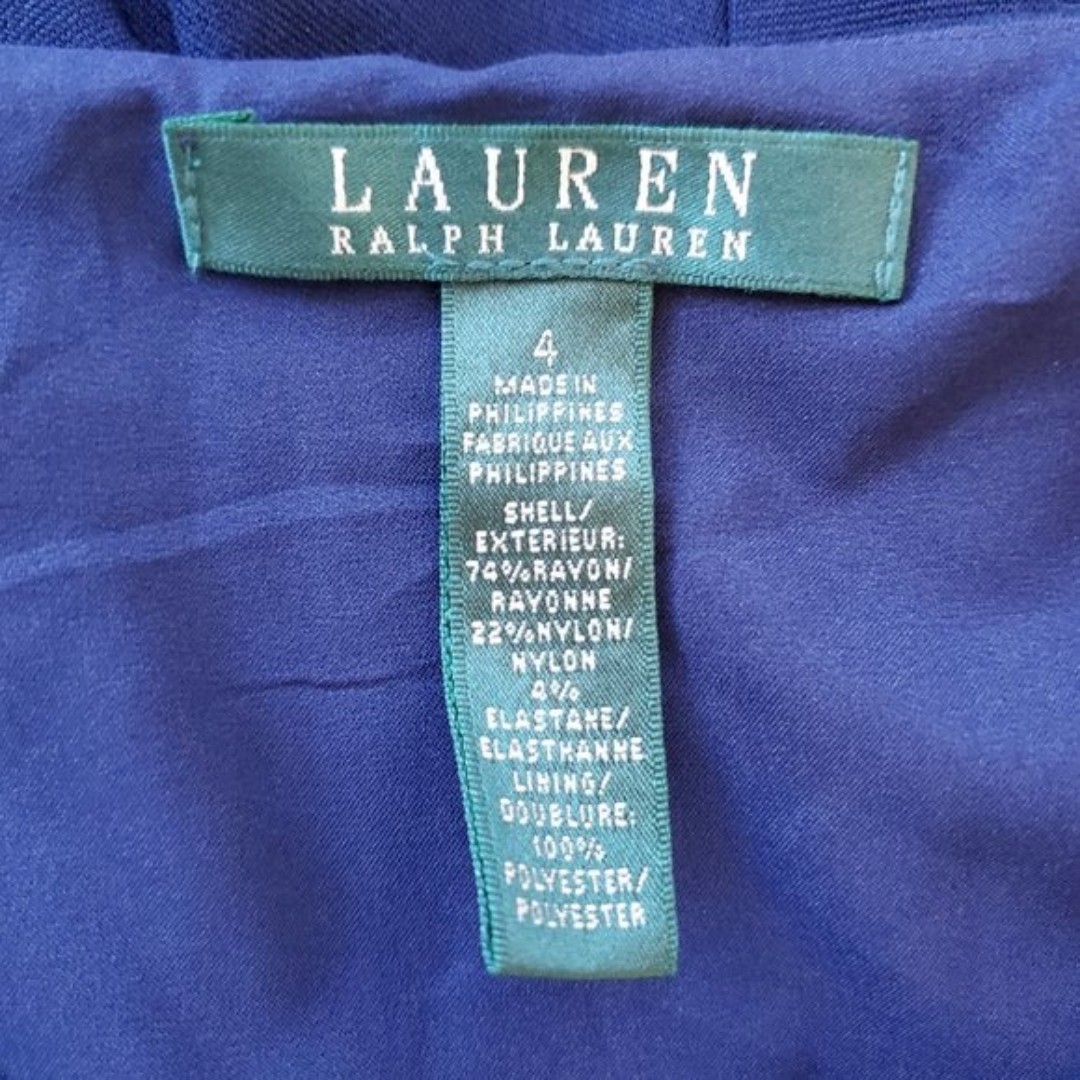 LAUREN
RALPH LAUREN
4
MADE IN
PHILIPPINES
FABRIQUE AUX
PHILIPPINES
SHELL/
EXTERIEUR:
74%RAYON/
RAYONNE
22%NYLON/
NYLON
4%
ELASTANE/
ELASTHANNE
LINING/
DOUBLURE:
100%
POLYESTER/
POLYESTER